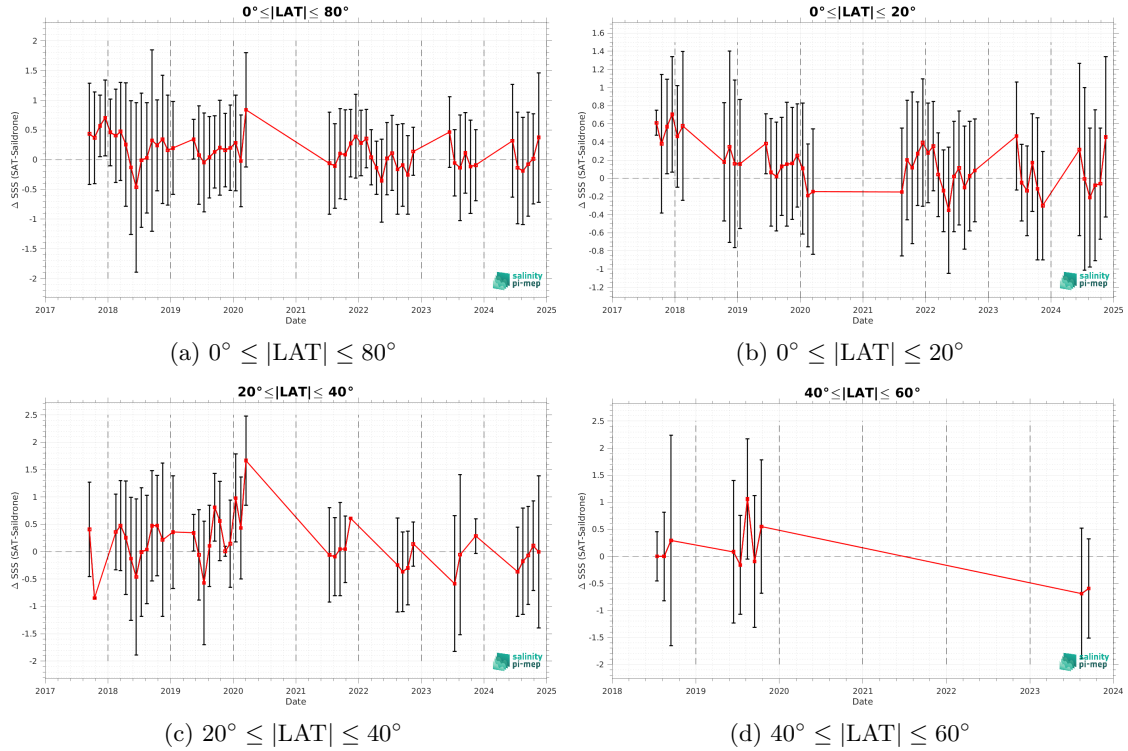 0°≤|LAT|≤ 80°
Δ SSS (SAT-Saildrone)
2
1.5
1
0.5
0
-0.5
-1
-1.5
-2
2017 2018 2019 2020 2021 2022 2023 2024 2025
Date
salinity
pi-mep
(a) 0° ≤ |LAT| ≤ 80°
0°≤|LAT|≤ 20°
Δ SSS (SAT-Saildrone)
1.6
1.4
1.2
1
0.8
0.6
0.4
0.2
0
-0.2
-0.4
-0.6
-0.8
-1
-1.2
2017 2018 2019 2020 2021 2022 2023 2024 2025
Date
salinity
pi-mep
(b) 0° ≤ |LAT| ≤ 20°
20°≤|LAT|≤ 40°
Δ SSS (SAT-Saildrone)
2.5
2
1.5
1
0.5
0
-0.5
-1
-1.5
-2
2017 2018 2019 2020 2021 2022 2023 2024 2025
Date
salinity
pi-mep
(c) 20° ≤ |LAT| ≤ 40°
40°≤|LAT|≤ 60°
Δ SSS (SAT-Saildrone)
2.5
2
1.5
1
0.5
0
-0.5
-1
-1.5
-2
2018 2019 2020 2021 2022 2023 2024
Date
salinity
pi-mep
(d) 40° ≤ |LAT| ≤ 60°